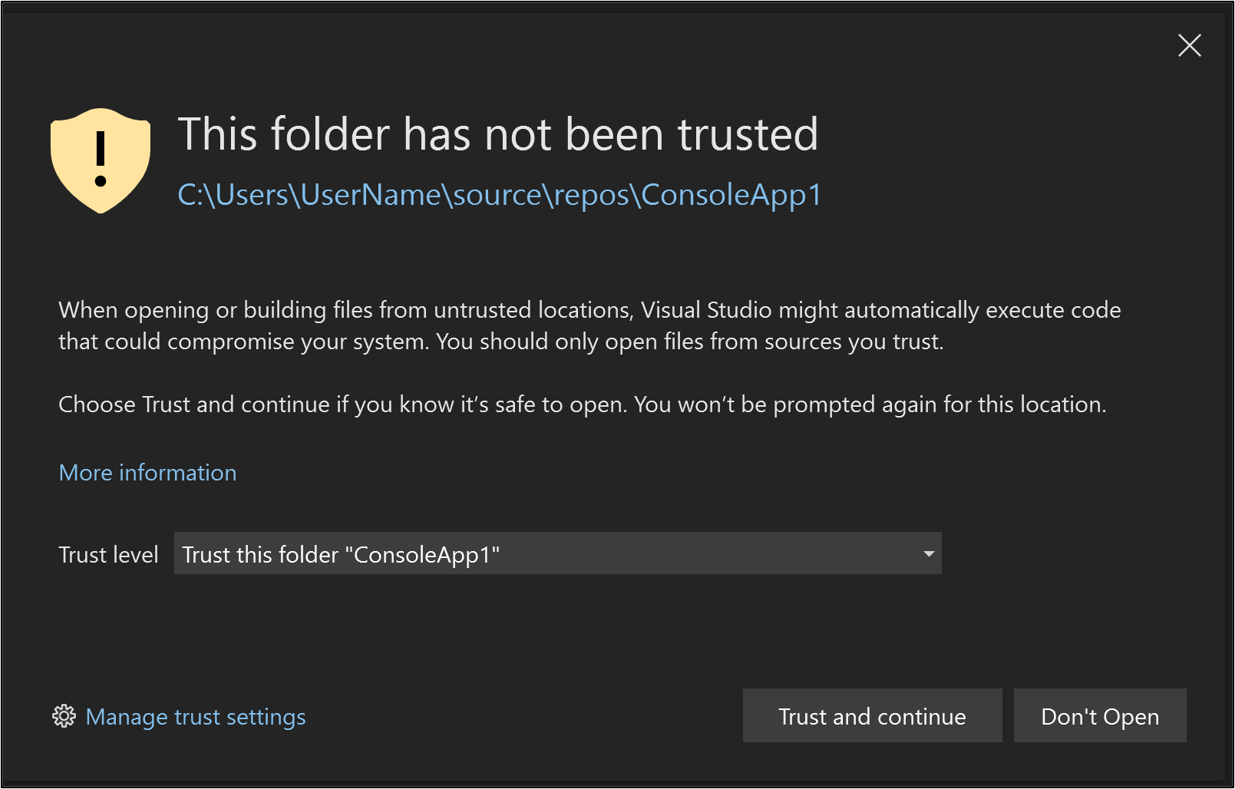 This folder has not been trusted
C:\Users\UserName\source\repos\ConsoleApp1
When opening or building files from untrusted locations, Visual Studio might automatically execute code
that could compromise your system. You should only open files from sources you trust.
Choose Trust and continue if you know it’s safe to open. You won’t be prompted again for this location.
More information
Trust level Trust this folder "ConsoleApp1"
Manage trust settings Trust and continue Don't Open